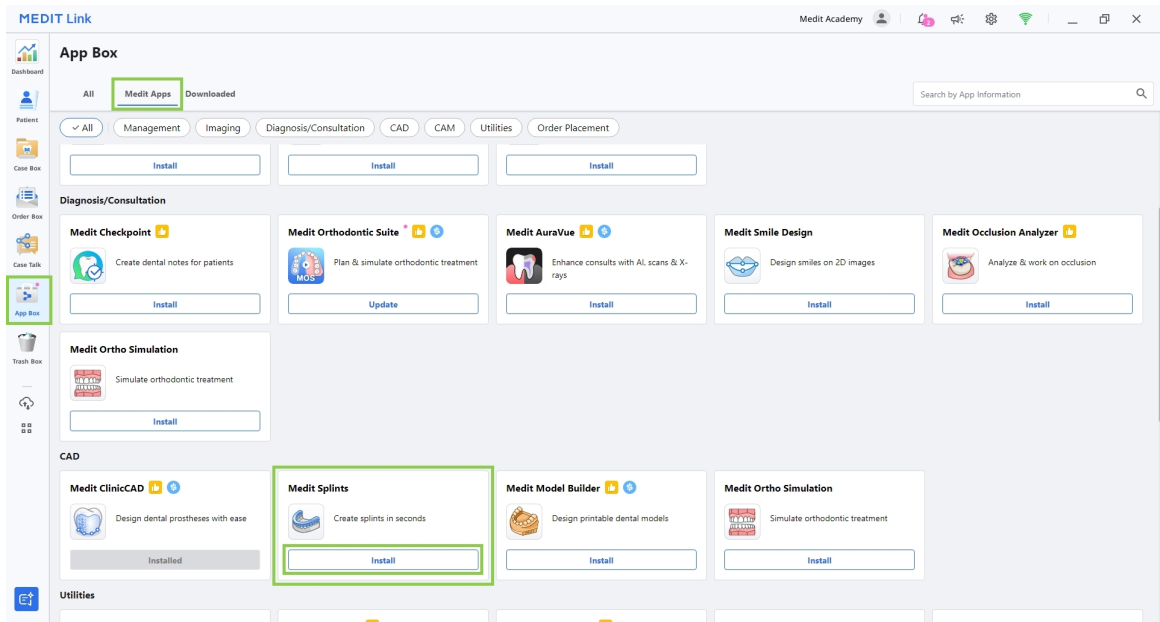 MEDIT Link
Medit Academy
2
Dashboard
Patient
Case Box
Order Box
Case Talk
App Box
Trash Box
App Box
All
Medit Apps
Downloaded
Search by App Information
All
Management
Imaging
Diagnosis/Consultation
CAD
CAM
Utilities
Order Placement
Install
Install
Install
Diagnosis/Consultation
Medit Checkpoint
Create dental notes for patients
Install
Medit Orthodontic Suite
MOS
Plan & simulate orthodontic treatment
Update
Medit AuraVue
Enhance consults with AI, scans & X-
rays
Install
Medit Smile Design
Design smiles on 2D images
Install
Medit Occlusion Analyzer
Analyze & work on occlusion
Install
Medit Ortho Simulation
Simulate orthodontic treatment
Install
CAD
Medit ClinicCAD
Design dental prostheses with ease
Installed
Medit Splints
Create splints in seconds
Install
Medit Model Builder
Design printable dental models
Install
Medit Ortho Simulation
Simulate orthodontic treatment
Install
Utilities